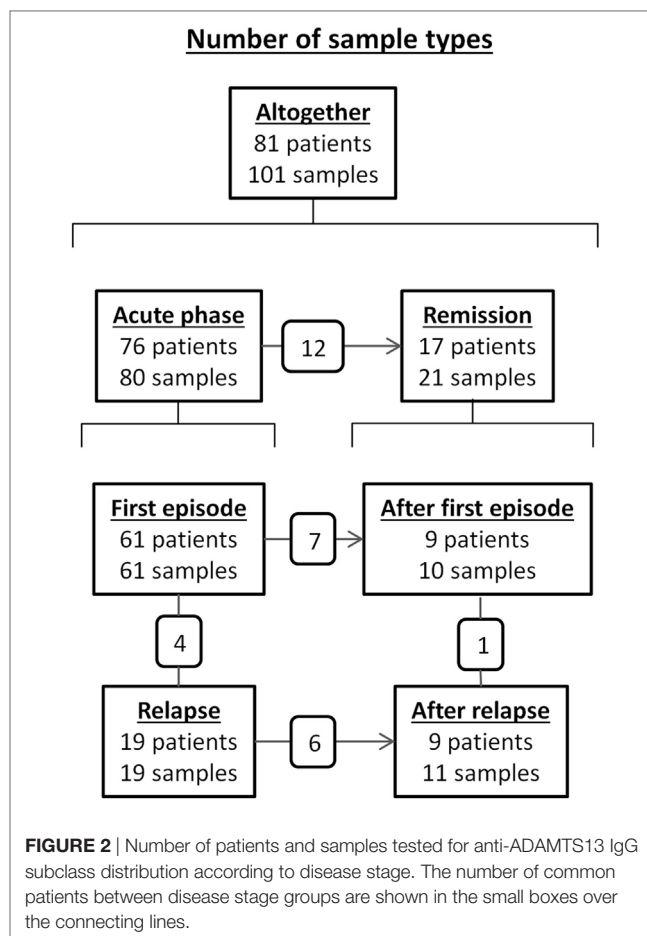 Number of sample types
Altogether
81 patients
101 samples
Acute phase
76 patients
80 samples
12
Remission
17 patients
21 samples
First episode
61 patients
61 samples
7
After first episode
9 patients
10 samples
4
1
Relapse
19 patients
19 samples
6
After relapse
9 patients
11 samples
FIGURE 2 | Number of patients and samples tested for anti-ADAMTS13 IgG
subclass distribution according to disease stage. The number of common
patients between disease stage groups are shown in the small boxes over
the connecting lines.